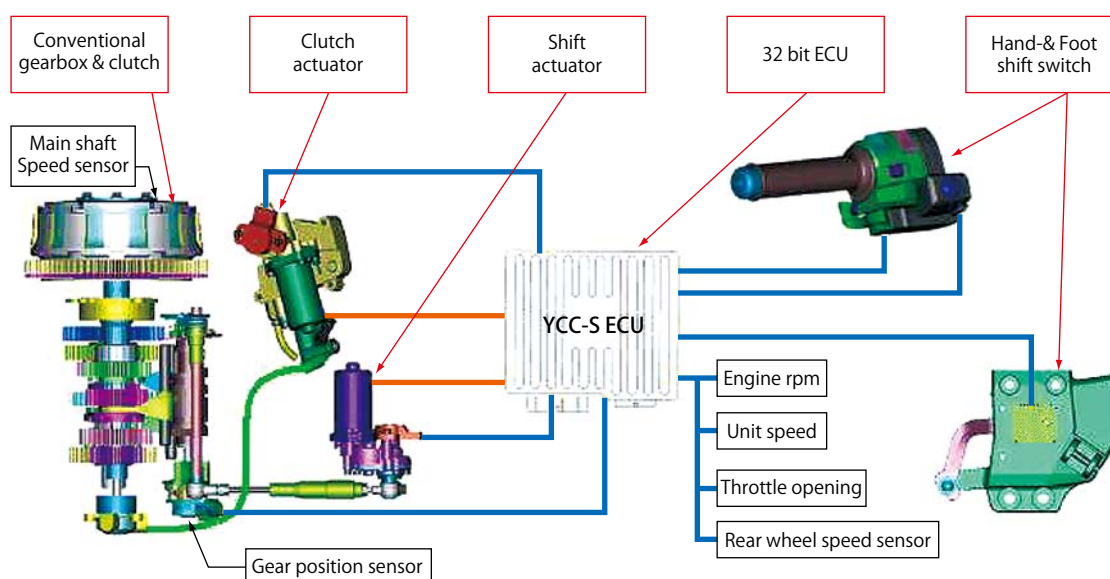 Conventional
gearbox & clutch
Clutch
actuator
Shift
actuator
32 bit ECU
Hand-& Foot
shift switch
Main shaft
Speed sensor
YCC-S ECU
Engine rpm
Unit speed
Throttle opening
Rear wheel speed sensor
Gear position sensor